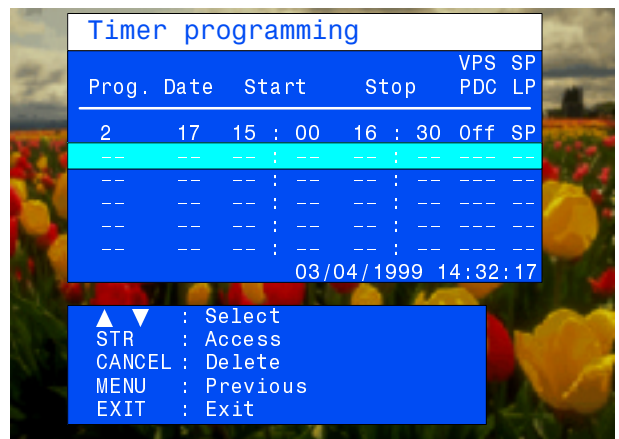 Timer programming
VPS SP
Prog. Date Start Stop PDC LP
2 17 15 : 00 16 : 30 Off SP
-- -- -- : -- -- : -- --- --
-- -- -- : -- -- : -- --- --
-- -- -- : -- -- : -- --- --
-- -- -- : -- -- : -- --- --
-- -- -- : -- -- : -- --- --
03/04/1999 14:32:17
▲ ▼ : Select
STR : Access
CANCEL : Delete
MENU : Previous
EXIT : Exit